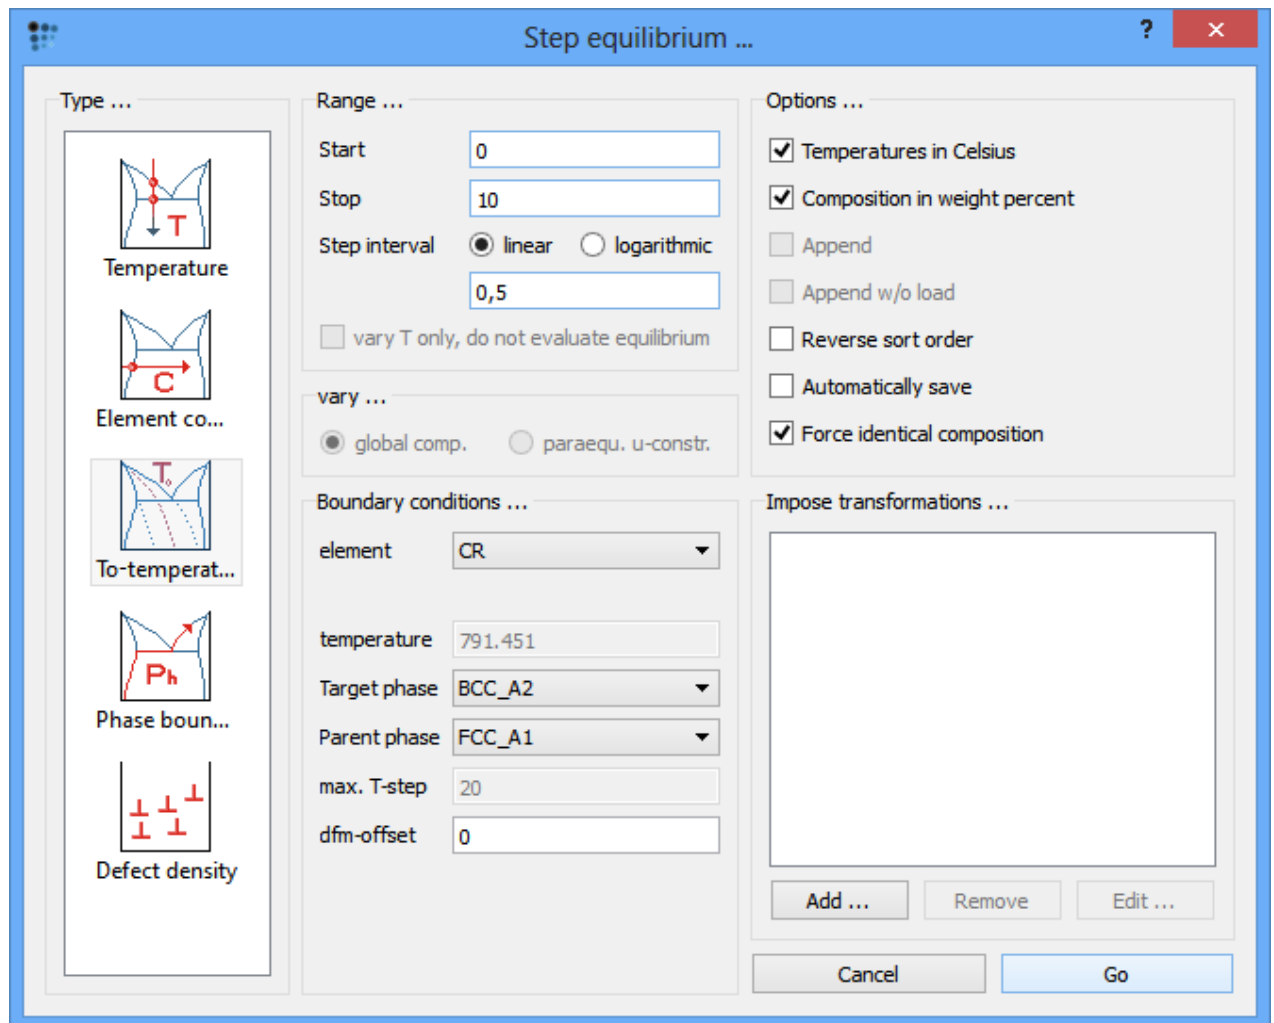 Step equilibrium ...
?
Type ...
T
Temperature
C
Element co...
To
To-temperat...
Ph
Phase boun...
Defect density
Range ...
Start 0
Stop 10
Step interval linear logarithmic
0,5
vary T only, do not evaluate equilibrium
vary ...
global comp. paraequ. u-constr.
Boundary conditions ...
element CR
temperature 791.451
Target phase BCC_A2
Parent phase FCC_A1
max. T-step 20
dfm-offset 0
Options ...
Temperatures in Celsius
Composition in weight percent
Append
Append w/o load
Reverse sort order
Automatically save
Force identical composition
Impose transformations ...
Add ... Remove Edit ...
Cancel Go